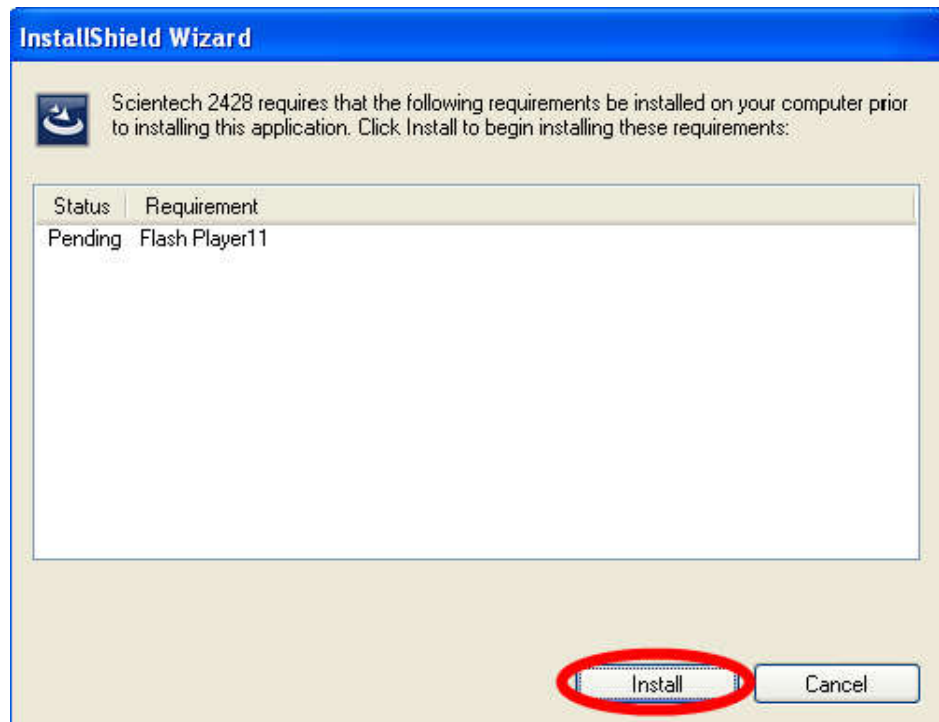 InstallShield Wizard
Scientech 2428 requires that the following requirements be installed on your computer prior
to installing this application. Click Install to begin installing these requirements:
Status Requirement
Pending Flash Player11
Install Cancel